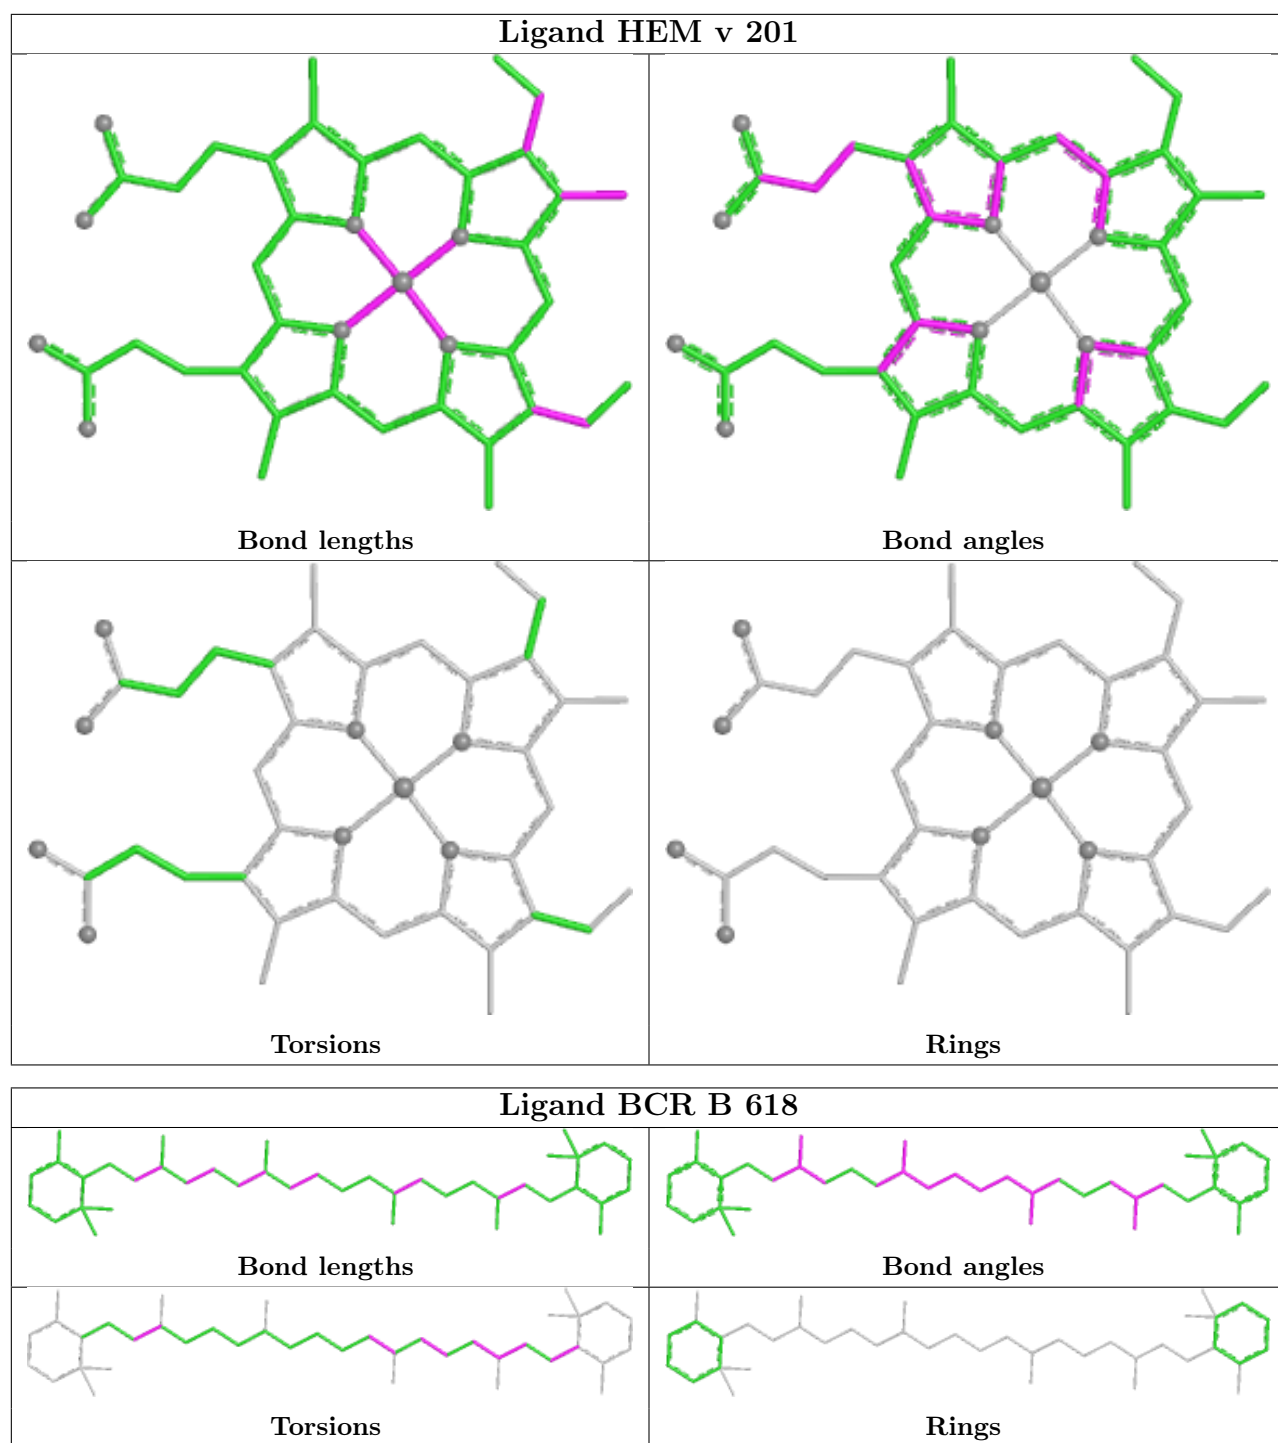 Ligand HEM v 201
Bond lengths
Bond angles
Torsions
Rings
Ligand BCR B 618
Bond lengths
Bond angles
Torsions
Rings